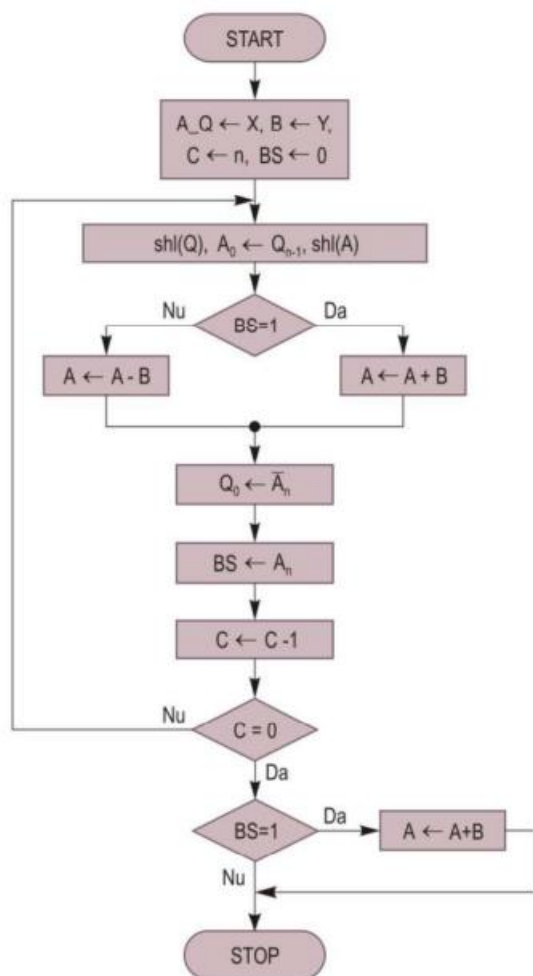 START
A_Q ← X, B ← Y,
C ← n, BS ← 0
shl(Q), A₀ ← Qₙ₋₁, shl(A)
Nu
BS=1
Da
A ← A - B
A ← A + B
Q₀ ← A̅ₙ
BS ← Aₙ
C ← C -1
Nu
C = 0
Da
BS=1
Da
A ← A+B
Nu
STOP